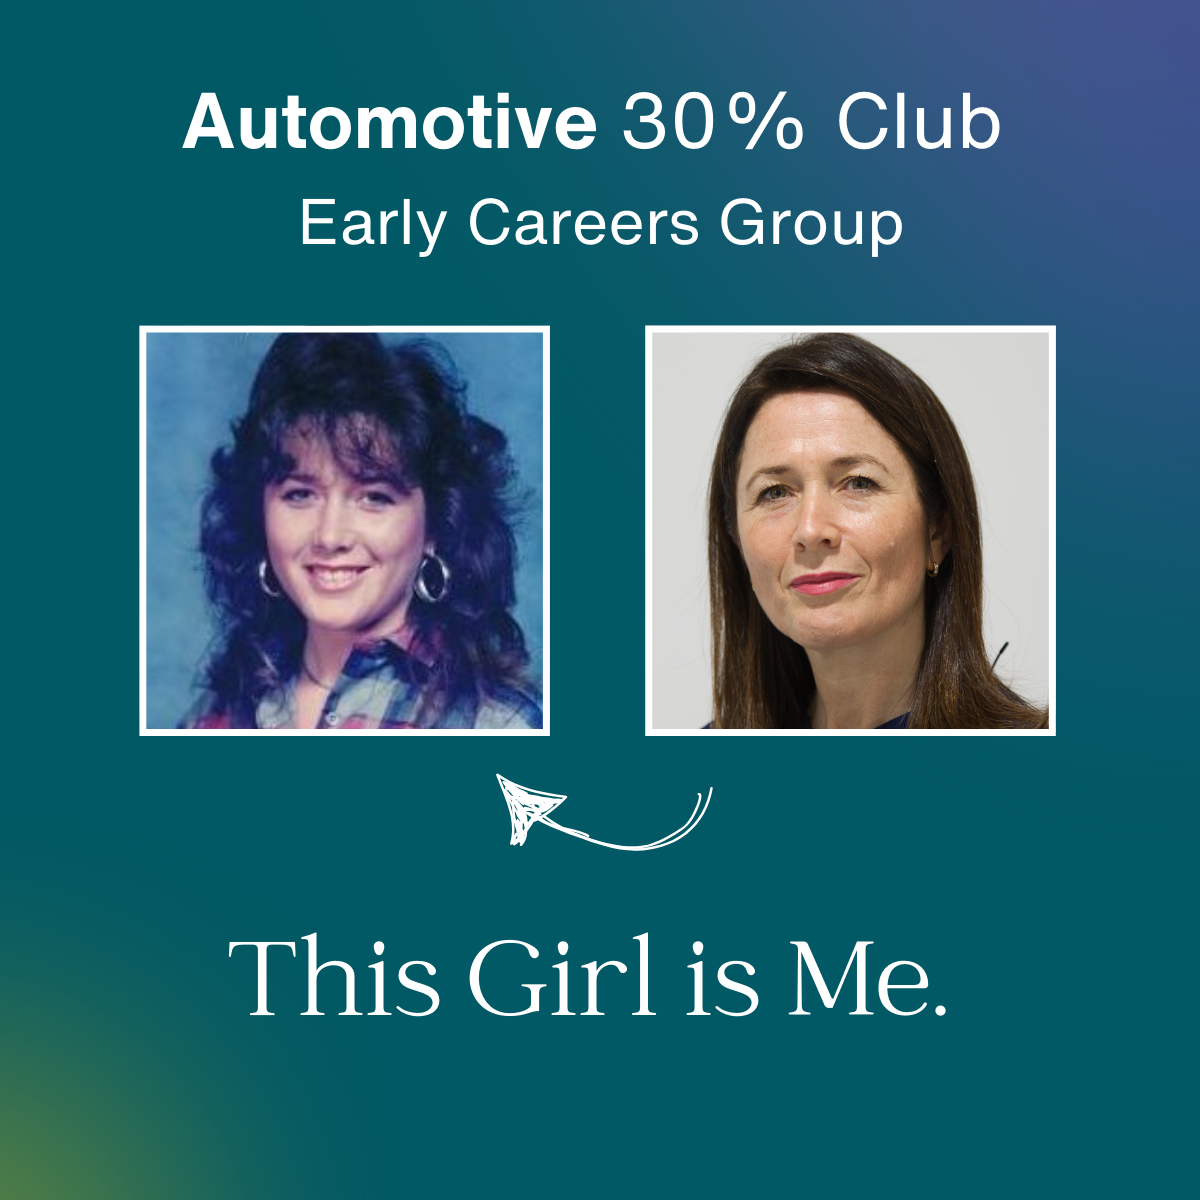 Automotive 30% Club
Early Careers Group
This Girl is Me.